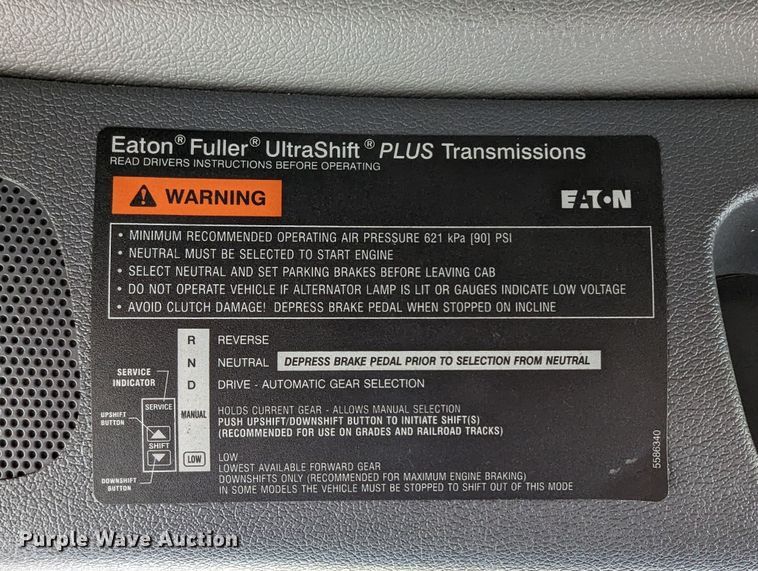 Eaton® Fuller® UltraShift® PLUS Transmissions
READ DRIVERS INSTRUCTIONS BEFORE OPERATING
WARNING
EATON
• MINIMUM RECOMMENDED OPERATING AIR PRESSURE 621 kPa [90] PSI
• NEUTRAL MUST BE SELECTED TO START ENGINE
• SELECT NEUTRAL AND SET PARKING BRAKES BEFORE LEAVING CAB
• DO NOT OPERATE VEHICLE IF ALTERNATOR LAMP IS LIT OR GAUGES INDICATE LOW VOLTAGE
• AVOID CLUTCH DAMAGE! DEPRESS BRAKE PEDAL WHEN STOPPED ON INCLINE
R REVERSE
N NEUTRAL DEPRESS BRAKE PEDAL PRIOR TO SELECTION FROM NEUTRAL
D DRIVE - AUTOMATIC GEAR SELECTION
SERVICE
INDICATOR
SERVICE
UPSHIFT
BUTTON
SHIFT
DOWNSHIFT
BUTTON
MANUAL
HOLDS CURRENT GEAR - ALLOWS MANUAL SELECTION
PUSH UPSHIFT/DOWNSHIFT BUTTON TO INITIATE SHIFT(S)
(RECOMMENDED FOR USE ON GRADES AND RAILROAD TRACKS)
LOW
LOW
LOWEST AVAILABLE FORWARD GEAR
DOWNSHIFTS ONLY (RECOMMENDED FOR MAXIMUM ENGINE BRAKING)
IN SOME MODELS THE VEHICLE MUST BE STOPPED TO SHIFT OUT OF THIS MODE
5586340
Purple Wave Auction